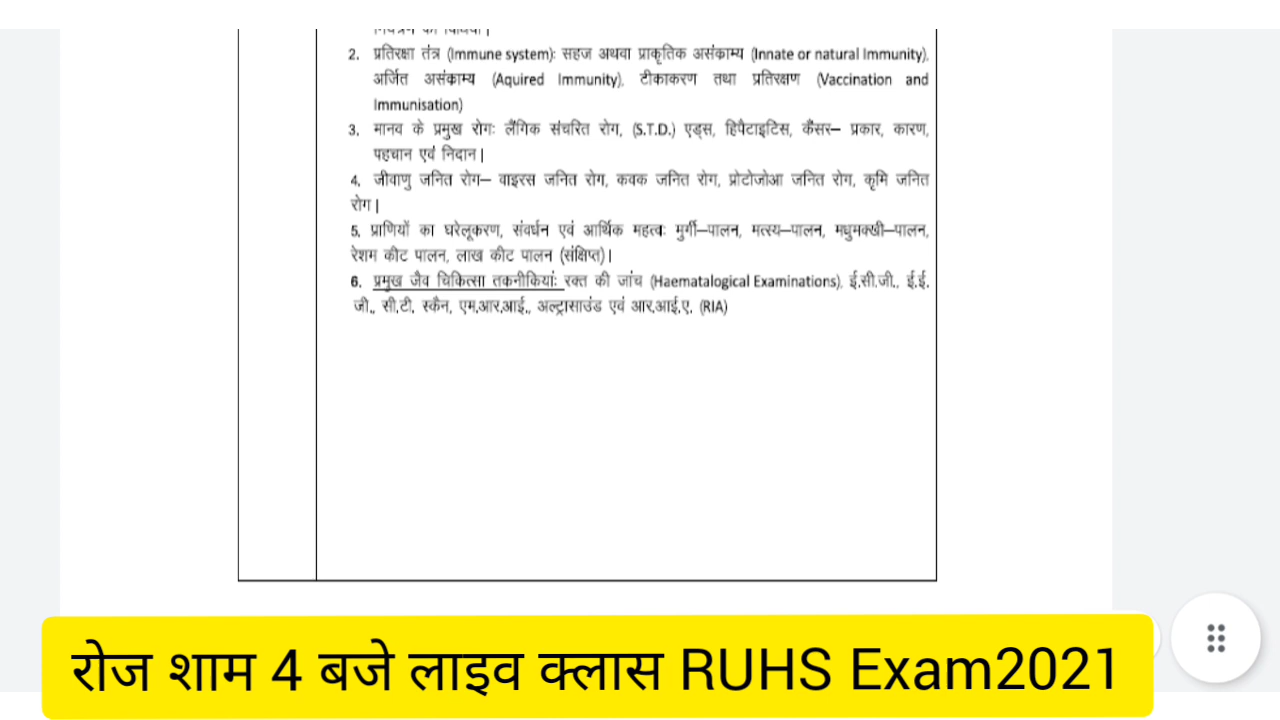 2. प्रतिरक्षा तंत्र (Immune system): सहज अथवा प्राकृतिक असंक्राम्य (Innate or natural Immunity),
अर्जित असंक्राम्य (Aquired Immunity), टीकाकरण तथा प्रतिरक्षण (Vaccination and
Immunisation)
3. मानव के प्रमुख रोगः लैंगिक संचरित रोग, (S.T.D.) एड्स, हिपैटाइटिस, कैंसर– प्रकार, कारण,
पहचान एवं निदान।
4. जीवाणु जनित रोग– वाइरस जनित रोग, कवक जनित रोग, प्रोटोजोआ जनित रोग, कृमि जनित
रोग।
5. प्राणियों का घरेलूकरण, संवर्धन एवं आर्थिक महत्वः मुर्गी–पालन, मत्स्य–पालन, मधुमक्खी–पालन,
रेशम कीट पालन, लाख कीट पालन (संक्षिप्त)।
6. प्रमुख जैव चिकित्सा तकनीकियांः रक्त की जांच (Haematalogical Examinations), ई.सी.जी., ई.ई.
जी., सी.टी. स्कैन, एम.आर.आई., अल्ट्रासाउंड एवं आर.आई.ए. (RIA)
रोज शाम 4 बजे लाइव क्लास RUHS Exam2021